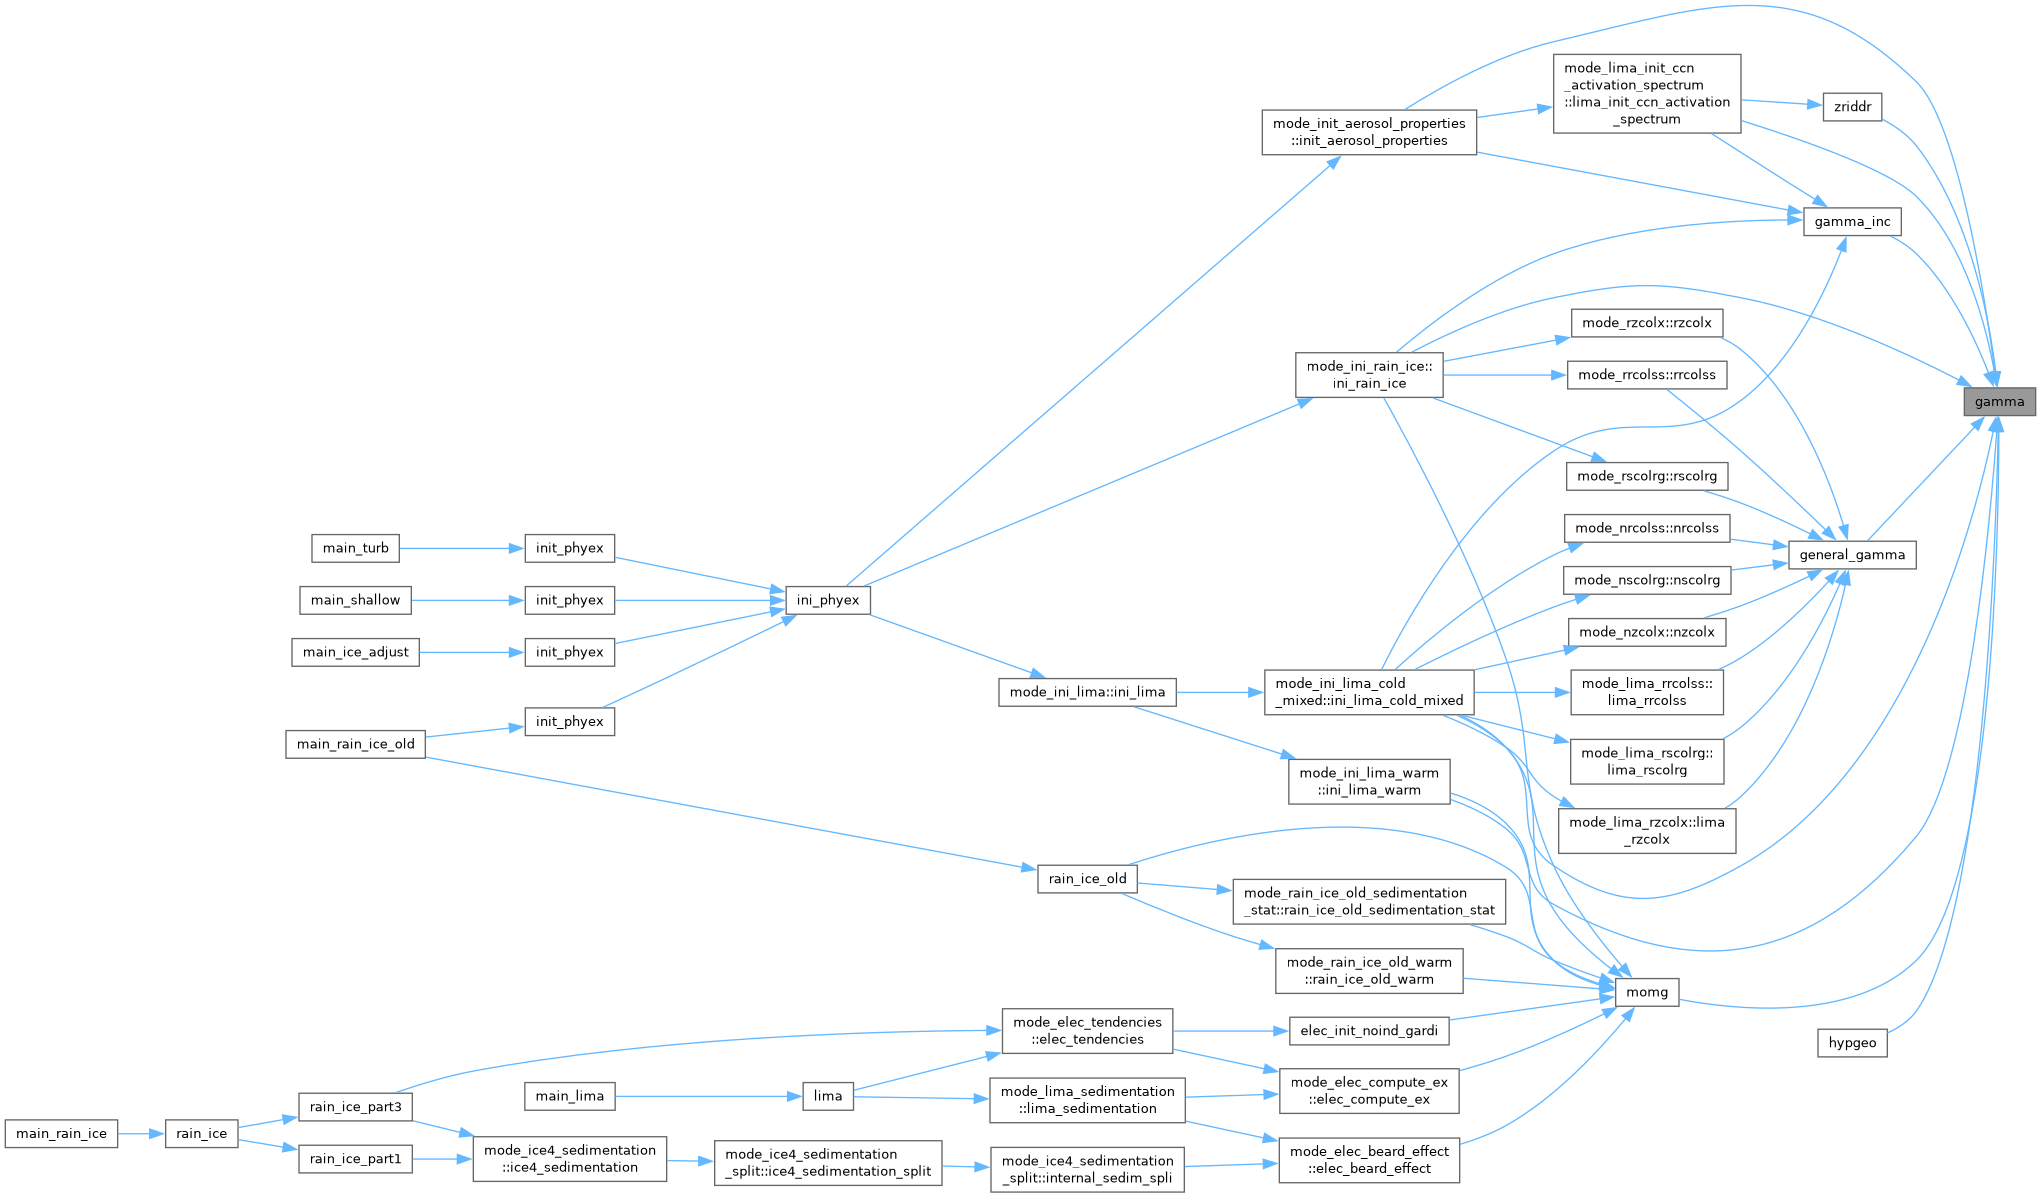 mode_lima_init_ccn
_activation_spectrum
::lima_init_ccn_activation
_spectrum
zriddr
mode_init_aerosol_properties
::init_aerosol_properties
gamma_inc
mode_rzcolx::rzcolx
mode_ini_rain_ice::
ini_rain_ice
mode_rrcolss::rrcolss
gamma
mode_rscolrg::rscolrg
mode_nrcolss::nrcolss
main_turb
init_phyex
general_gamma
mode_nscolrg::nscolrg
main_shallow
init_phyex
ini_phyex
mode_nzcolx::nzcolx
main_ice_adjust
init_phyex
mode_ini_lima::ini_lima
mode_ini_lima_cold
_mixed::ini_lima_cold_mixed
mode_lima_rrcolss::
lima_rrcolss
init_phyex
main_rain_ice_old
mode_lima_rscolrg::
lima_rscolrg
mode_ini_lima_warm
::ini_lima_warm
mode_lima_rzcolx::lima
_rzcolx
rain_ice_old
mode_rain_ice_old_sedimentation
_stat::rain_ice_old_sedimentation_stat
mode_rain_ice_old_warm
::rain_ice_old_warm
momg
mode_elec_tendencies
::elec_tendencies
elec_init_noind_gardi
hypgeo
main_lima
lima
mode_lima_sedimentation
::lima_sedimentation
mode_elec_compute_ex
::elec_compute_ex
rain_ice_part3
main_rain_ice
rain_ice
rain_ice_part1
mode_ice4_sedimentation
::ice4_sedimentation
mode_ice4_sedimentation
_split::ice4_sedimentation_split
mode_ice4_sedimentation
_split::internal_sedim_spli
mode_elec_beard_effect
::elec_beard_effect